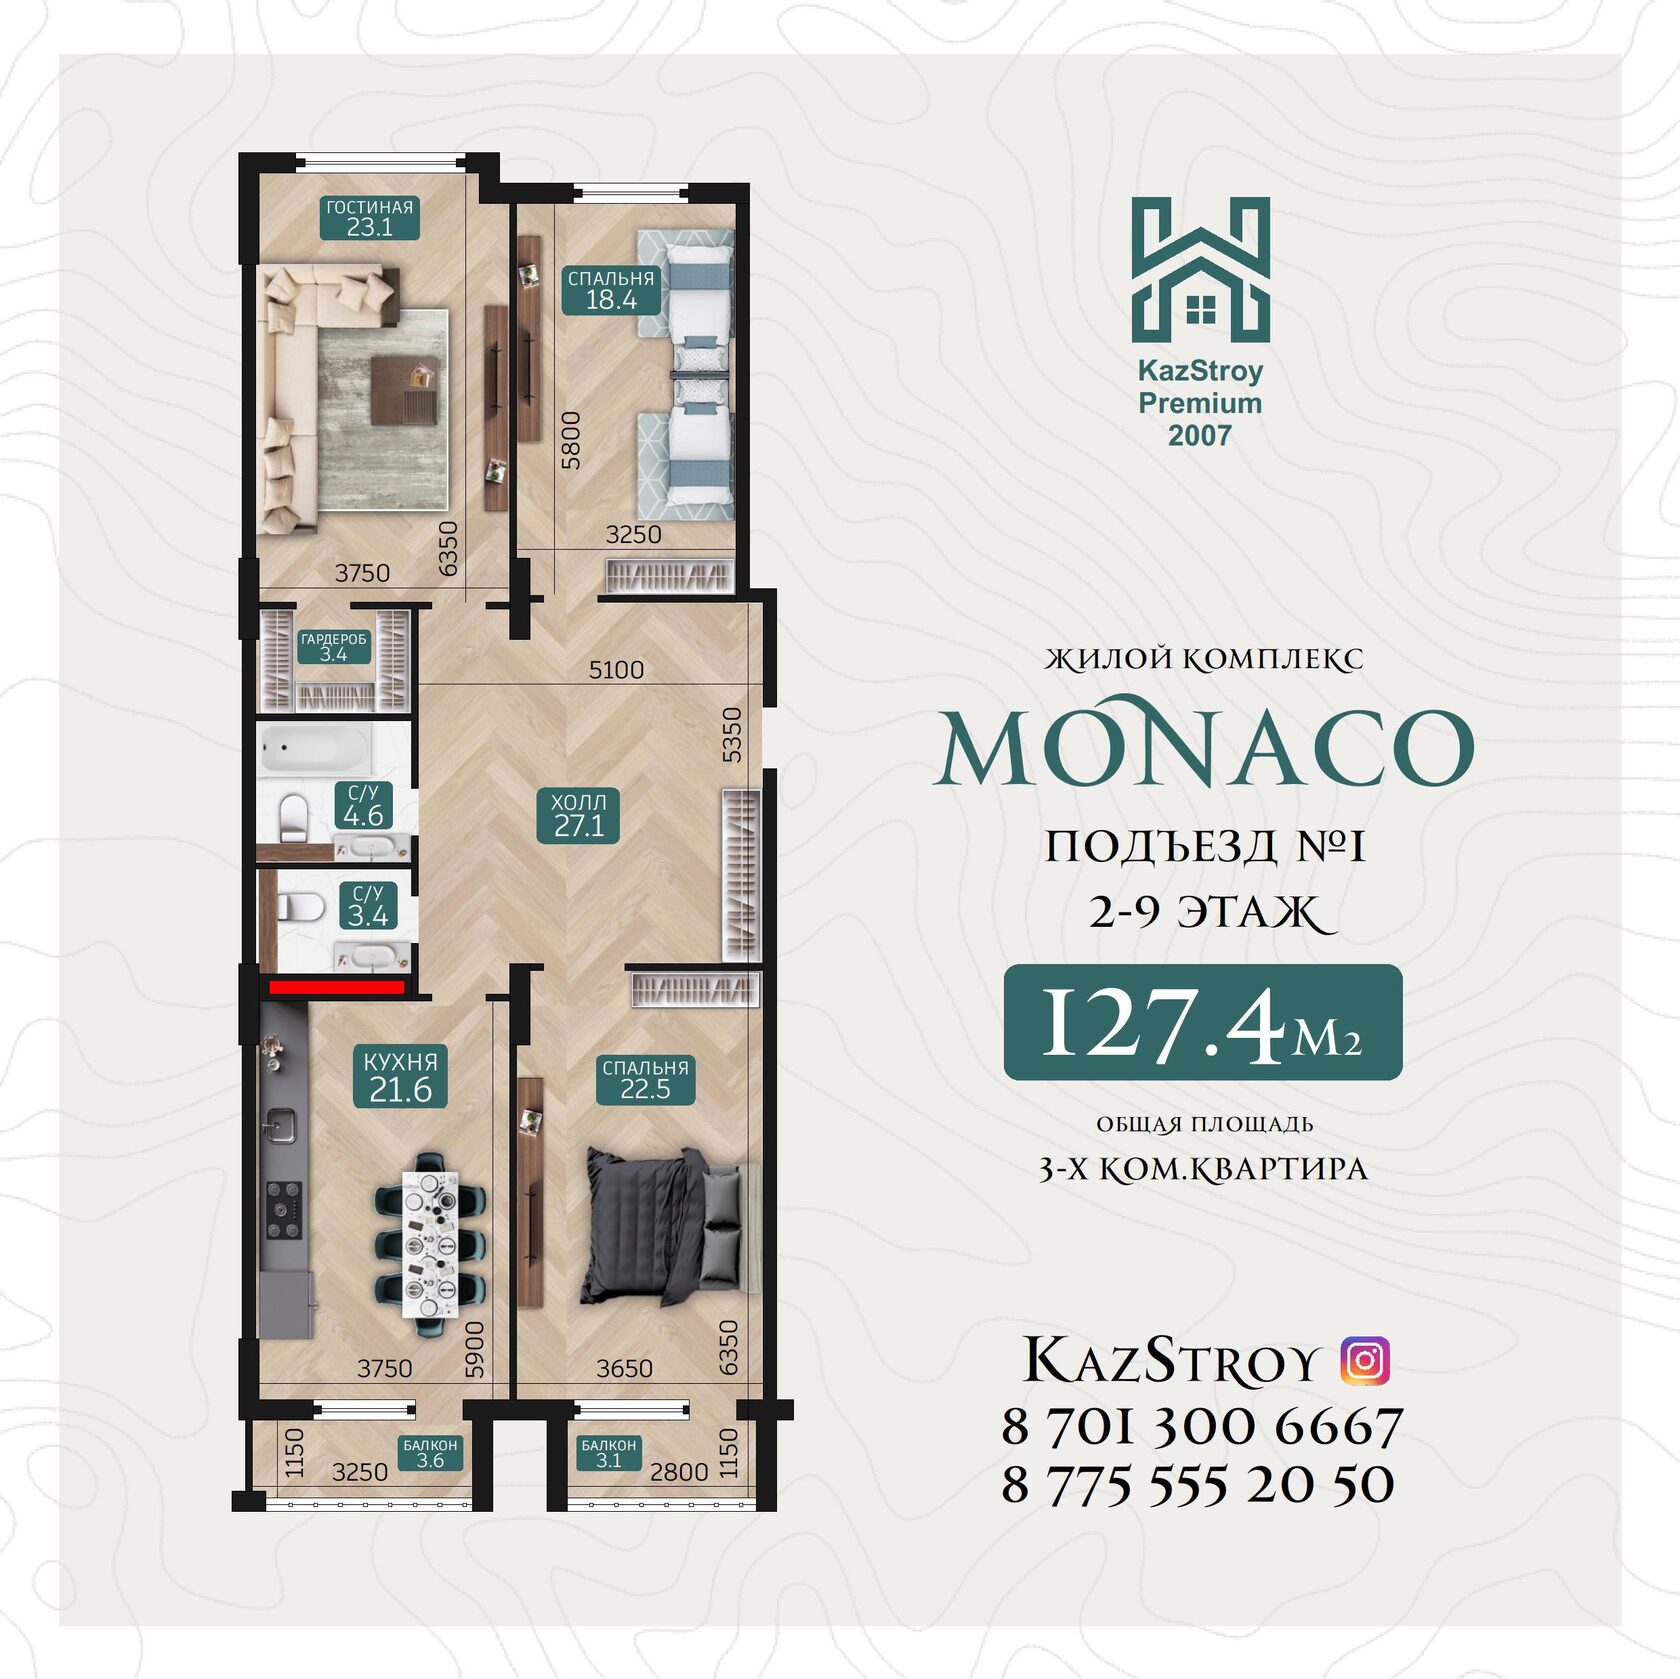 ГОСТИНАЯ
23.1
СПАЛЬНЯ
18.4
5800
3250
6350
3750
ГАРДЕРОБ
3.4
5100
5350
С/У
4.6
ХОЛЛ
27.1
С/У
3.4
КУХНЯ
21.6
СПАЛЬНЯ
22.5
5900
3750
6350
3650
БАЛКОН
3.6
1150
3250
БАЛКОН
3.1
1150
2800
KazStroy
Premium
2007
ЖИЛОЙ КОМПЛЕКС
MONACO
ПОДЪЕЗД №1
2-9 ЭТАЖ
127.4М2
ОБЩАЯ ПЛОЩАДЬ
3-Х КОМ.КВАРТИРА
KAZSTROY
8 701 300 6667
8 775 555 20 50